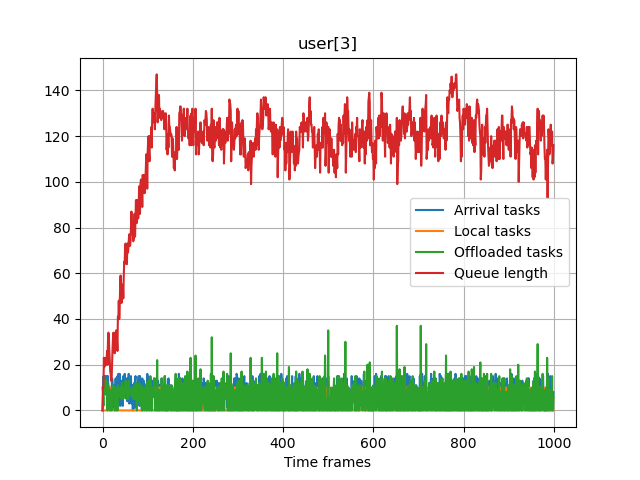 user[3]
140
120
100
80
60
40
20
0
Arrival tasks
Local tasks
Offloaded tasks
Queue length
0 200 400 600 800 1000
Time frames